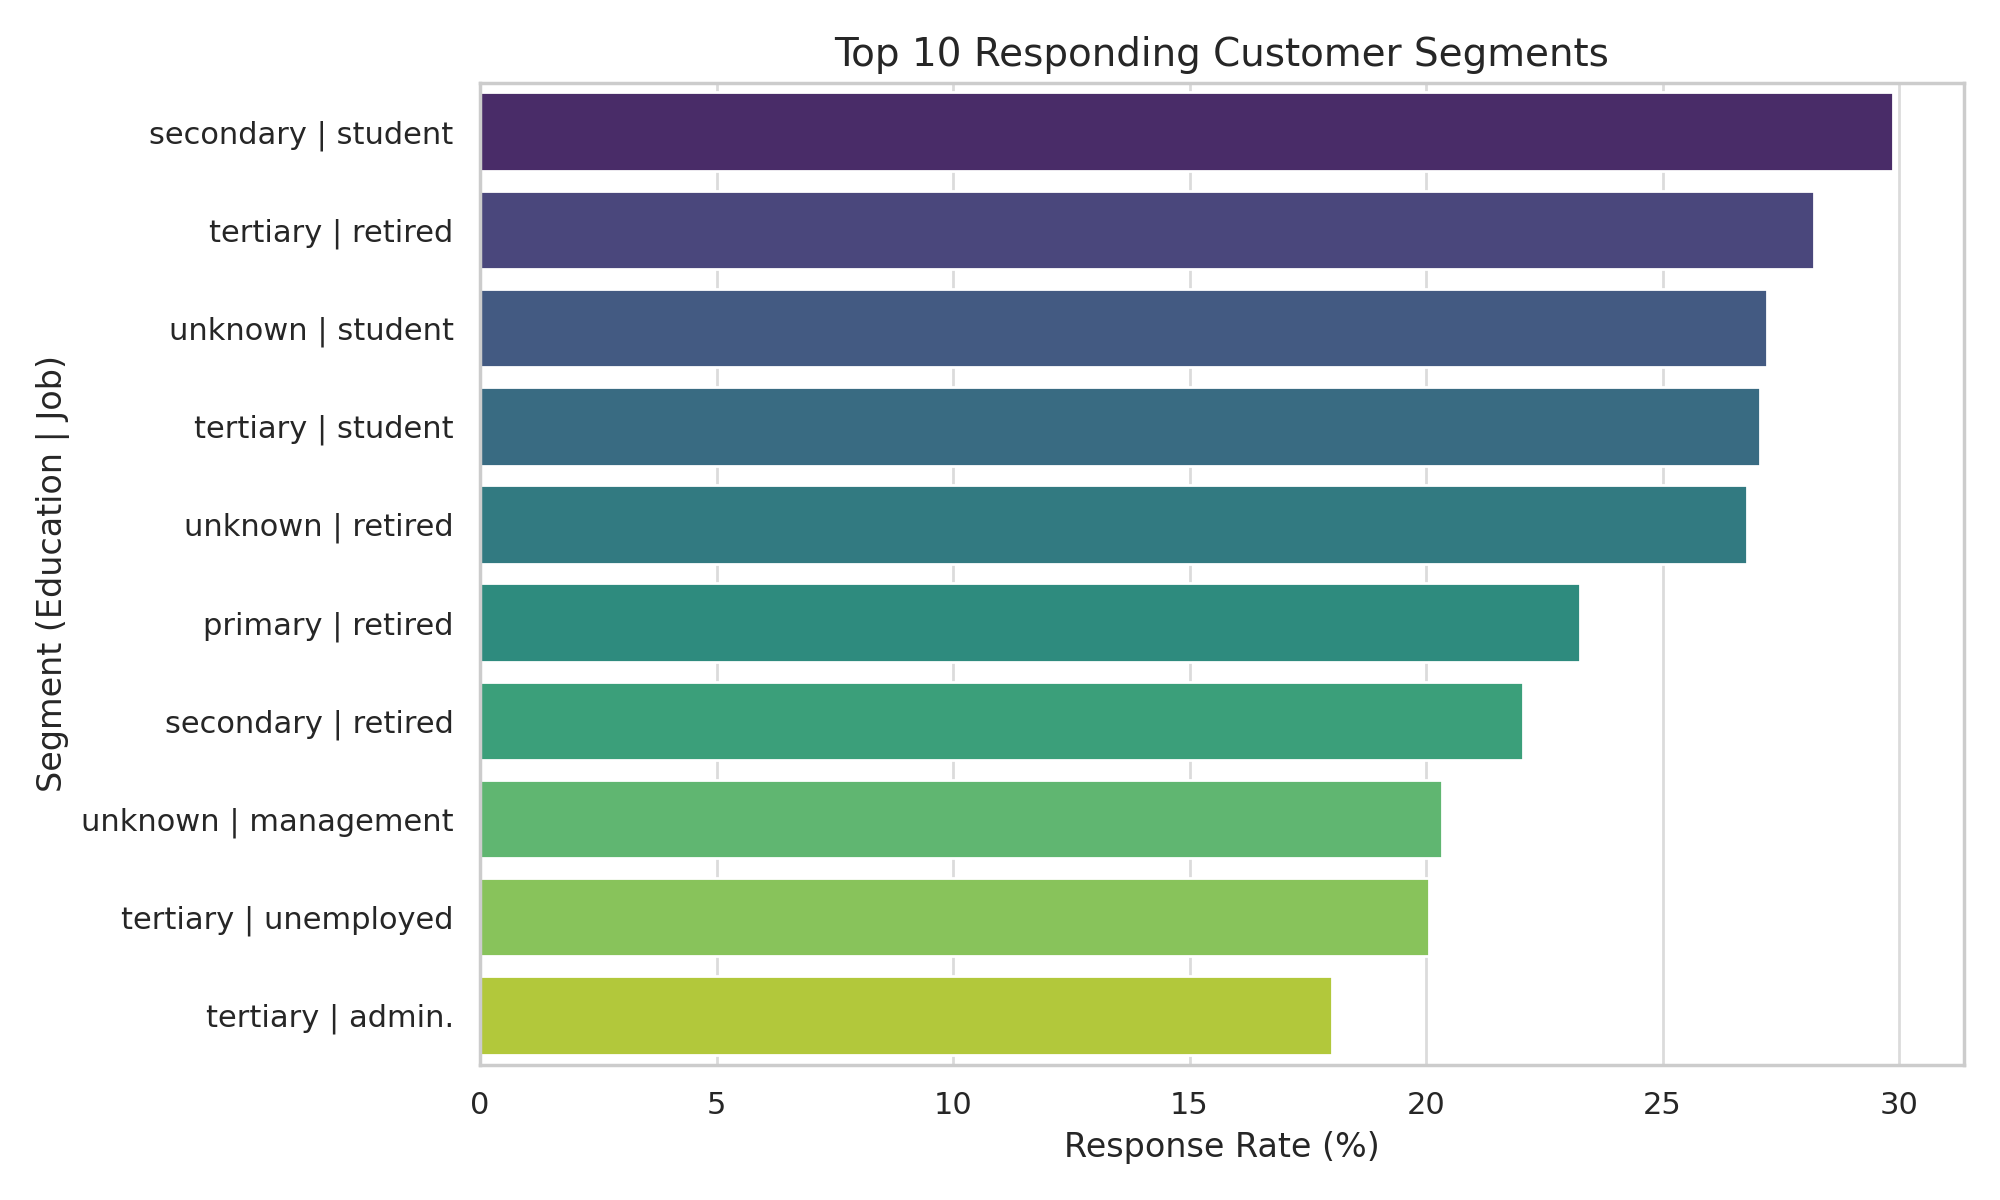 Top 10 Responding Customer Segments
Segment (Education | Job)
secondary | student
tertiary | retired
unknown | student
tertiary | student
unknown | retired
primary | retired
secondary | retired
unknown | management
tertiary | unemployed
tertiary | admin.
0 5 10 15 20 25 30
Response Rate (%)